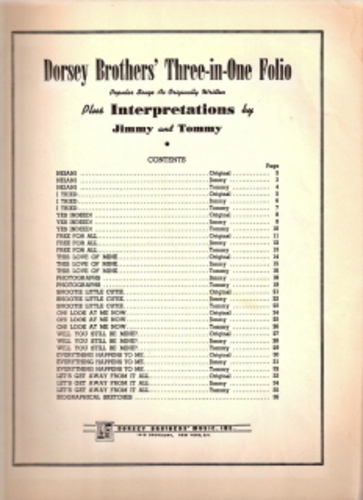 Dorsey Brothers' Three-in-One Folio
Popular Songs As Originally Written
Plus Interpretations by
Jimmy and Tommy
CONTENTS
Page
NEIANI Original 2
NEIANI Jimmy 3
NEIANI Tommy 4
I TRIED Original 5
I TRIED Jimmy 6
I TRIED Tommy 7
YES INDEED! Original 8
YES INDEED! Jimmy 9
YES INDEED! Tommy 10
FREE FOR ALL Original 11
FREE FOR ALL Jimmy 12
FREE FOR ALL Tommy 13
THIS LOVE OF MINE Original 14
THIS LOVE OF MINE Jimmy 15
THIS LOVE OF MINE Tommy 16
PHOTOGRAPHS Jimmy 18
PHOTOGRAPHS Tommy 19
SMOOTH LITTLE Original 21
SMOOTH LITTLE Jimmy
SMOOTH LITTLE Tommy
OH! LOOK AT ME NOW Original 24
OH! LOOK AT ME NOW Jimmy 25
OH! LOOK AT ME NOW Tommy 26
WILL YOU STILL BE MINE? Original 27
WILL YOU STILL BE MINE? Jimmy 28
WILL YOU STILL BE MINE? Tommy 29
EVERYTHING HAPPENS TO ME Original 30
EVERYTHING HAPPENS TO ME Jimmy 31
EVERYTHING HAPPENS TO ME Tommy 32
LET'S GET AWAY FROM IT ALL Original 33
LET'S GET AWAY FROM IT ALL Jimmy 34
LET'S GET AWAY FROM IT ALL Tommy 35
BIOGRAPHICAL SKETCHES 36
DORSEY BROTHERS' MUSIC, INC.
1619 BROADWAY, NEW YORK, N.Y.